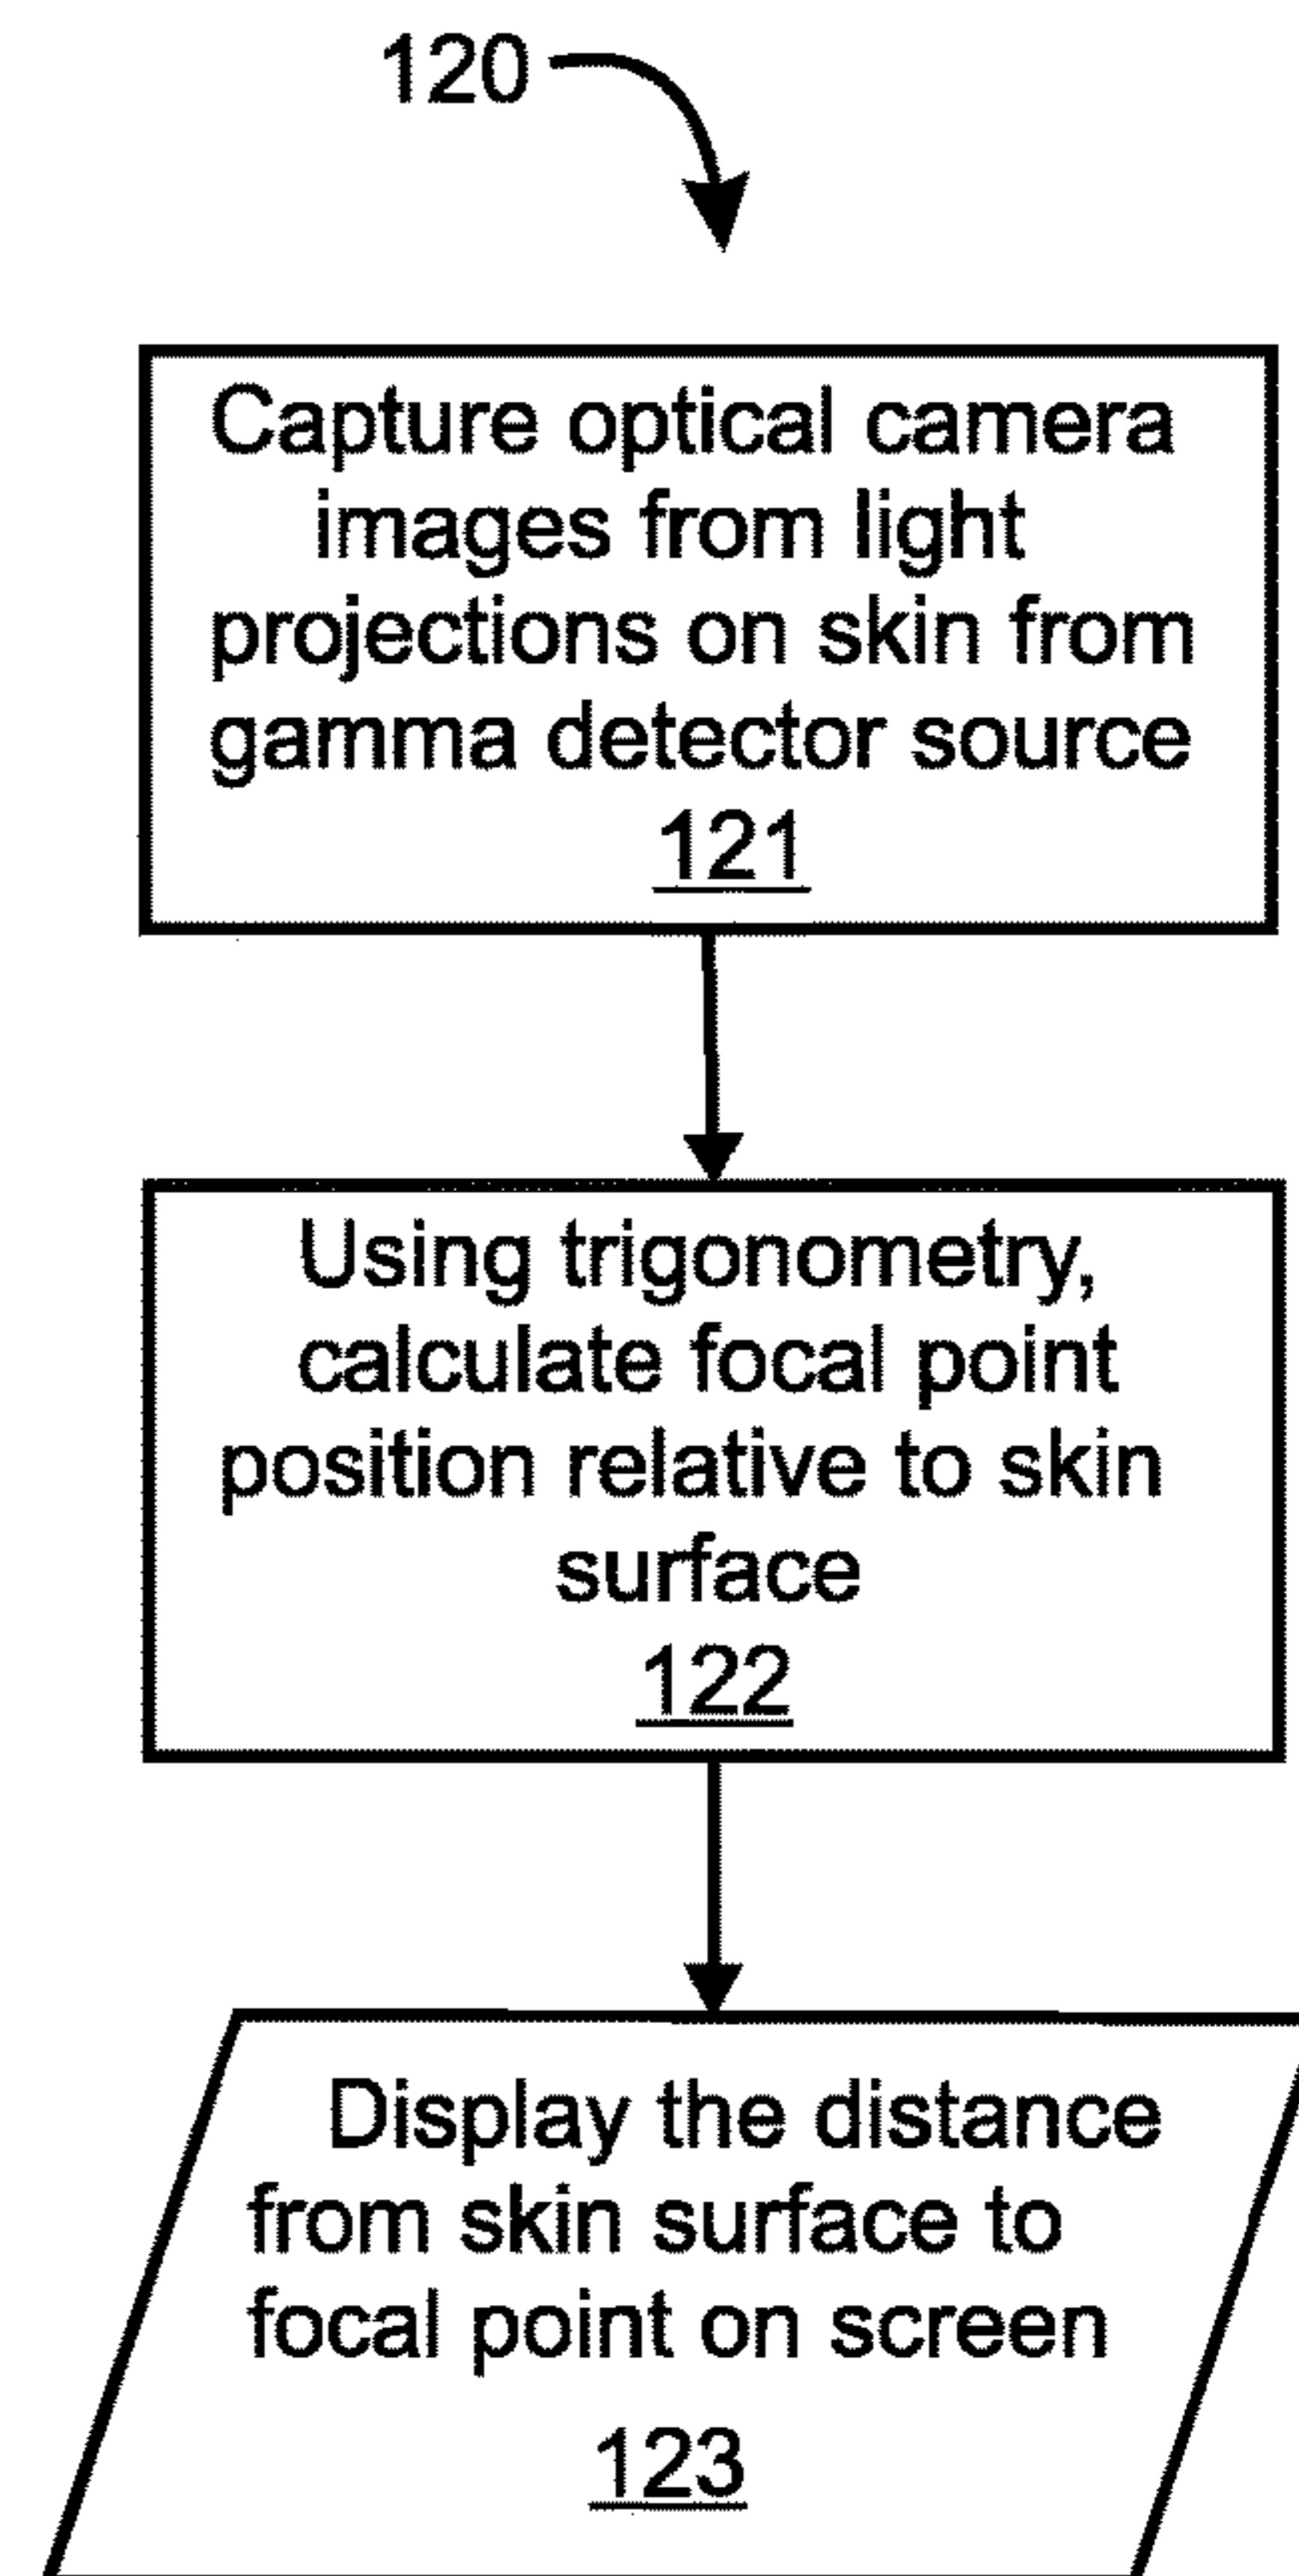 120
Capture optical camera
images from light
projections on skin from
gamma detector source
121
Using trigonometry,
calculate focal point
position relative to skin
surface
122
Display the distance
from skin surface to
focal point on screen
123